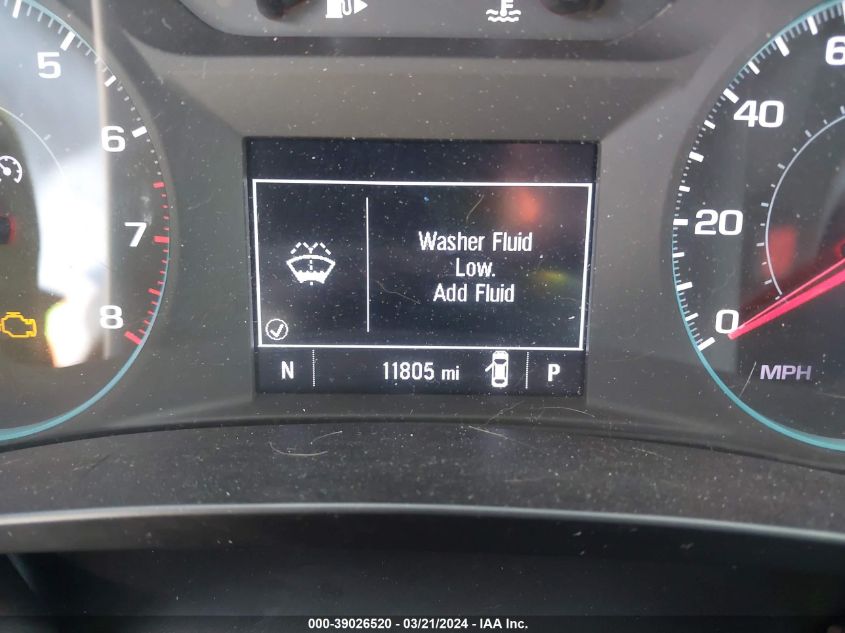 5
6
7
8
Washer Fluid
Low.
Add Fluid
N
11805 mi
P
40
20
0
MPH
000-39026520 - 03/21/2024 - IAA Inc.